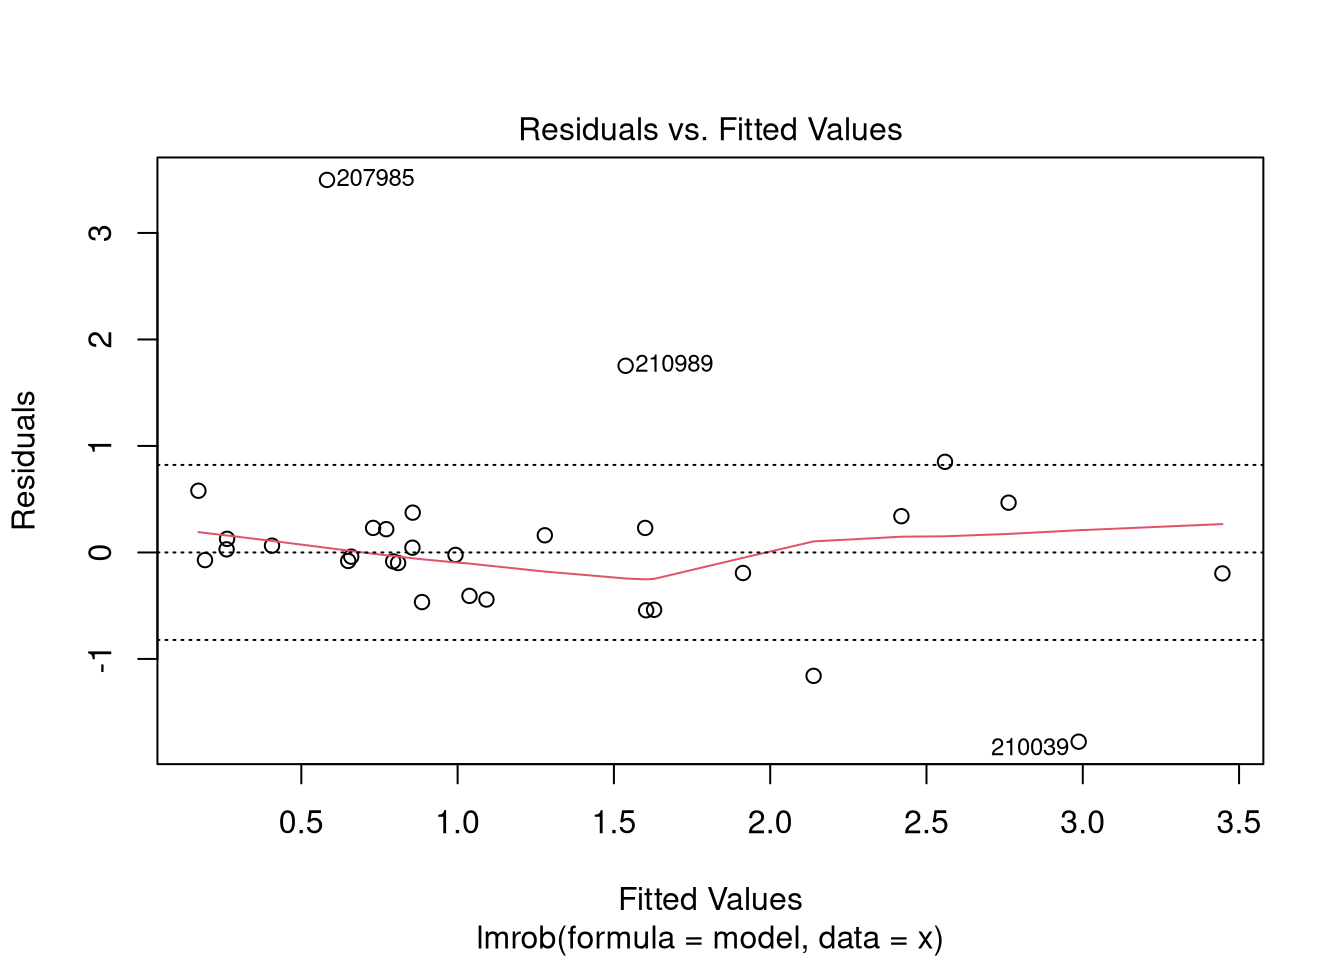 Residuals vs. Fitted Values
207985
210989
210039
Residuals
3
2
1
0
-1
0.5 1.0 1.5 2.0 2.5 3.0 3.5
Fitted Values
lmrob(formula = model, data = x)